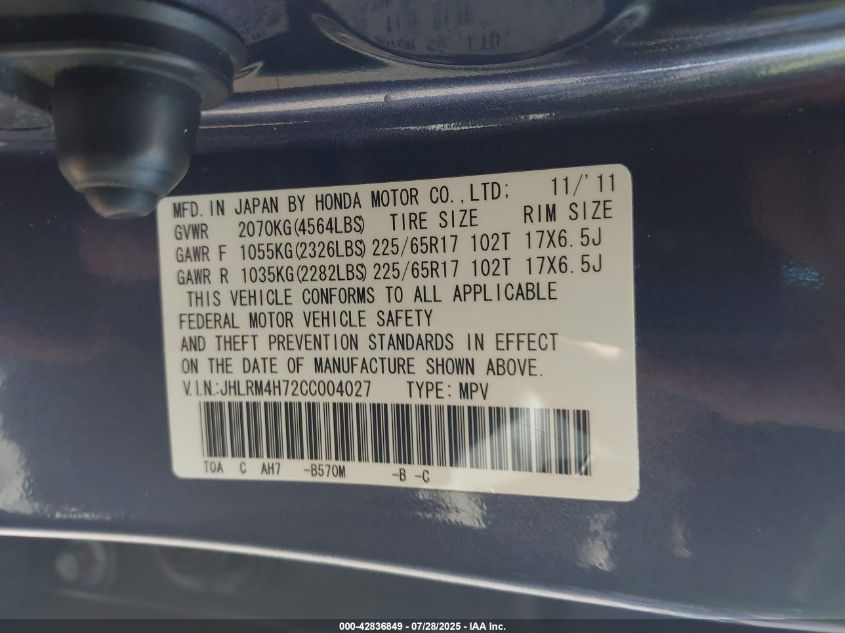 MFD. IN JAPAN BY HONDA MOTOR CO.,LTD; 11/'11
GVWR 2070KG(4564LBS) TIRE SIZE RIM SIZE
GAWR F 1055KG(2326LBS) 225/65R17 102T 17X6.5J
GAWR R 1035KG(2282LBS) 225/65R17 102T 17X6.5J
THIS VEHICLE CONFORMS TO ALL APPLICABLE
FEDERAL MOTOR VEHICLE SAFETY
AND THEFT PREVENTION STANDARDS IN EFFECT
ON THE DATE OF MANUFACTURE SHOWN ABOVE.
V.I.N.:JHLRM4H72CC004027 TYPE: MPV
T0A C AH7 -B570M -B -C
000-42836849 / 07/28/2025 - IAA Inc.